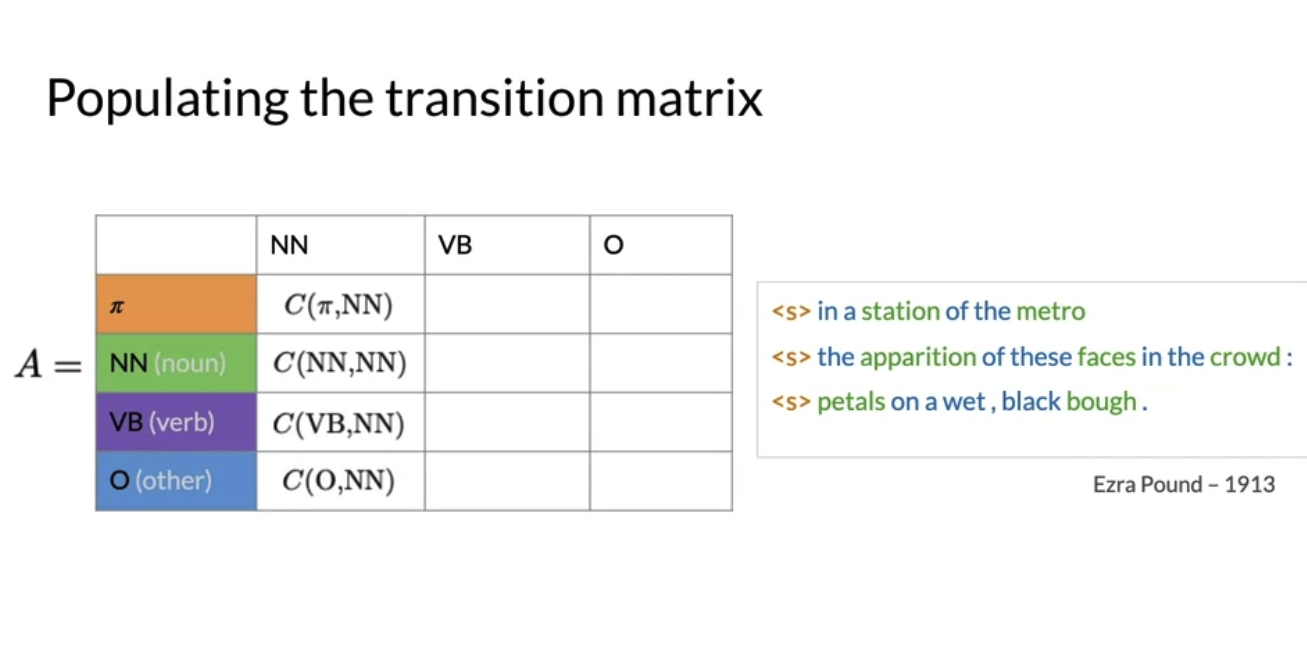 Populating the transition matrix
NN VB O
π C(π,NN)
A = NN (noun) C(NN,NN)
VB (verb) C(VB,NN)
O (other) C(O,NN)
<s> in a station of the metro
<s> the apparition of these faces in the crowd :
<s> petals on a wet , black bough .
Ezra Pound – 1913